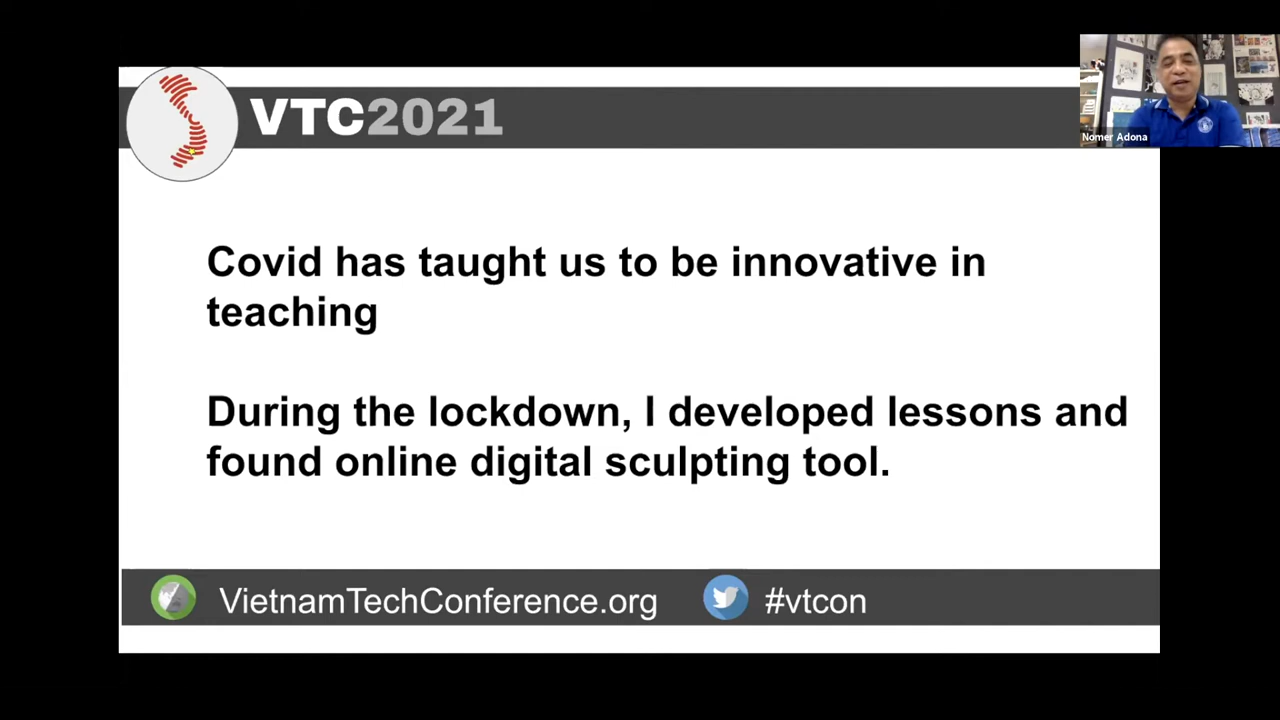 VTC2021
Nomer Adona
Covid has taught us to be innovative in
teaching
During the lockdown, I developed lessons and
found online digital sculpting tool.
VietnamTechConference.org
#vtcon